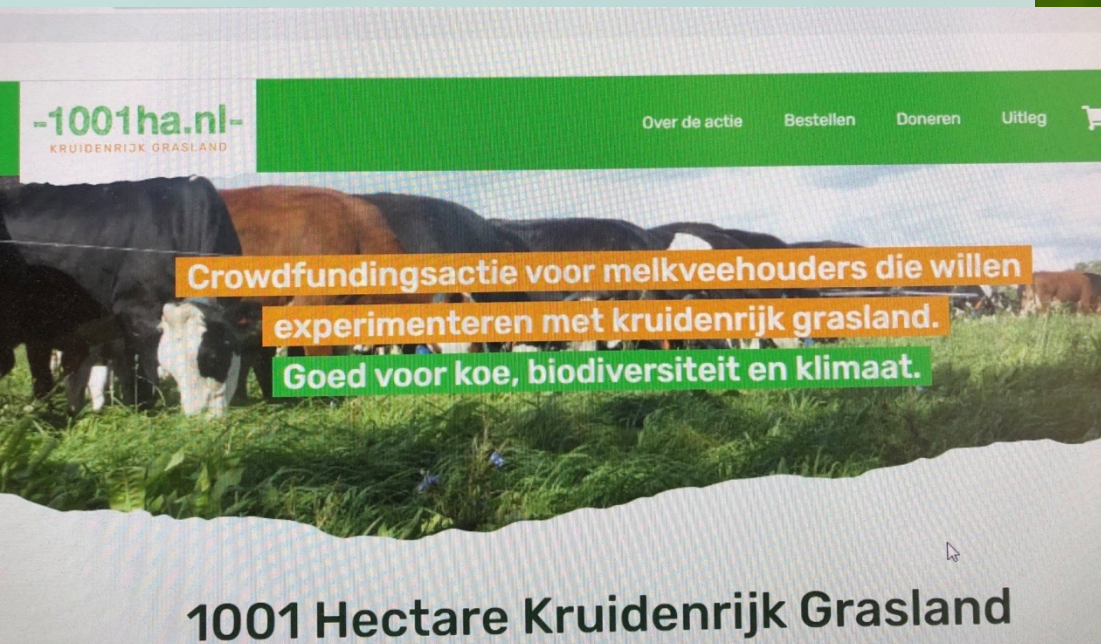 -1001ha.nl-
KRUIDENRIJK GRASLAND
Over de actie Bestellen Doneren Uitleg
Crowdfundingsactie voor melkveehouders die willen
experimenteren met kruidenrijk grasland.
Goed voor koe, biodiversiteit en klimaat.
1001 Hectare Kruidenrijk Grasland